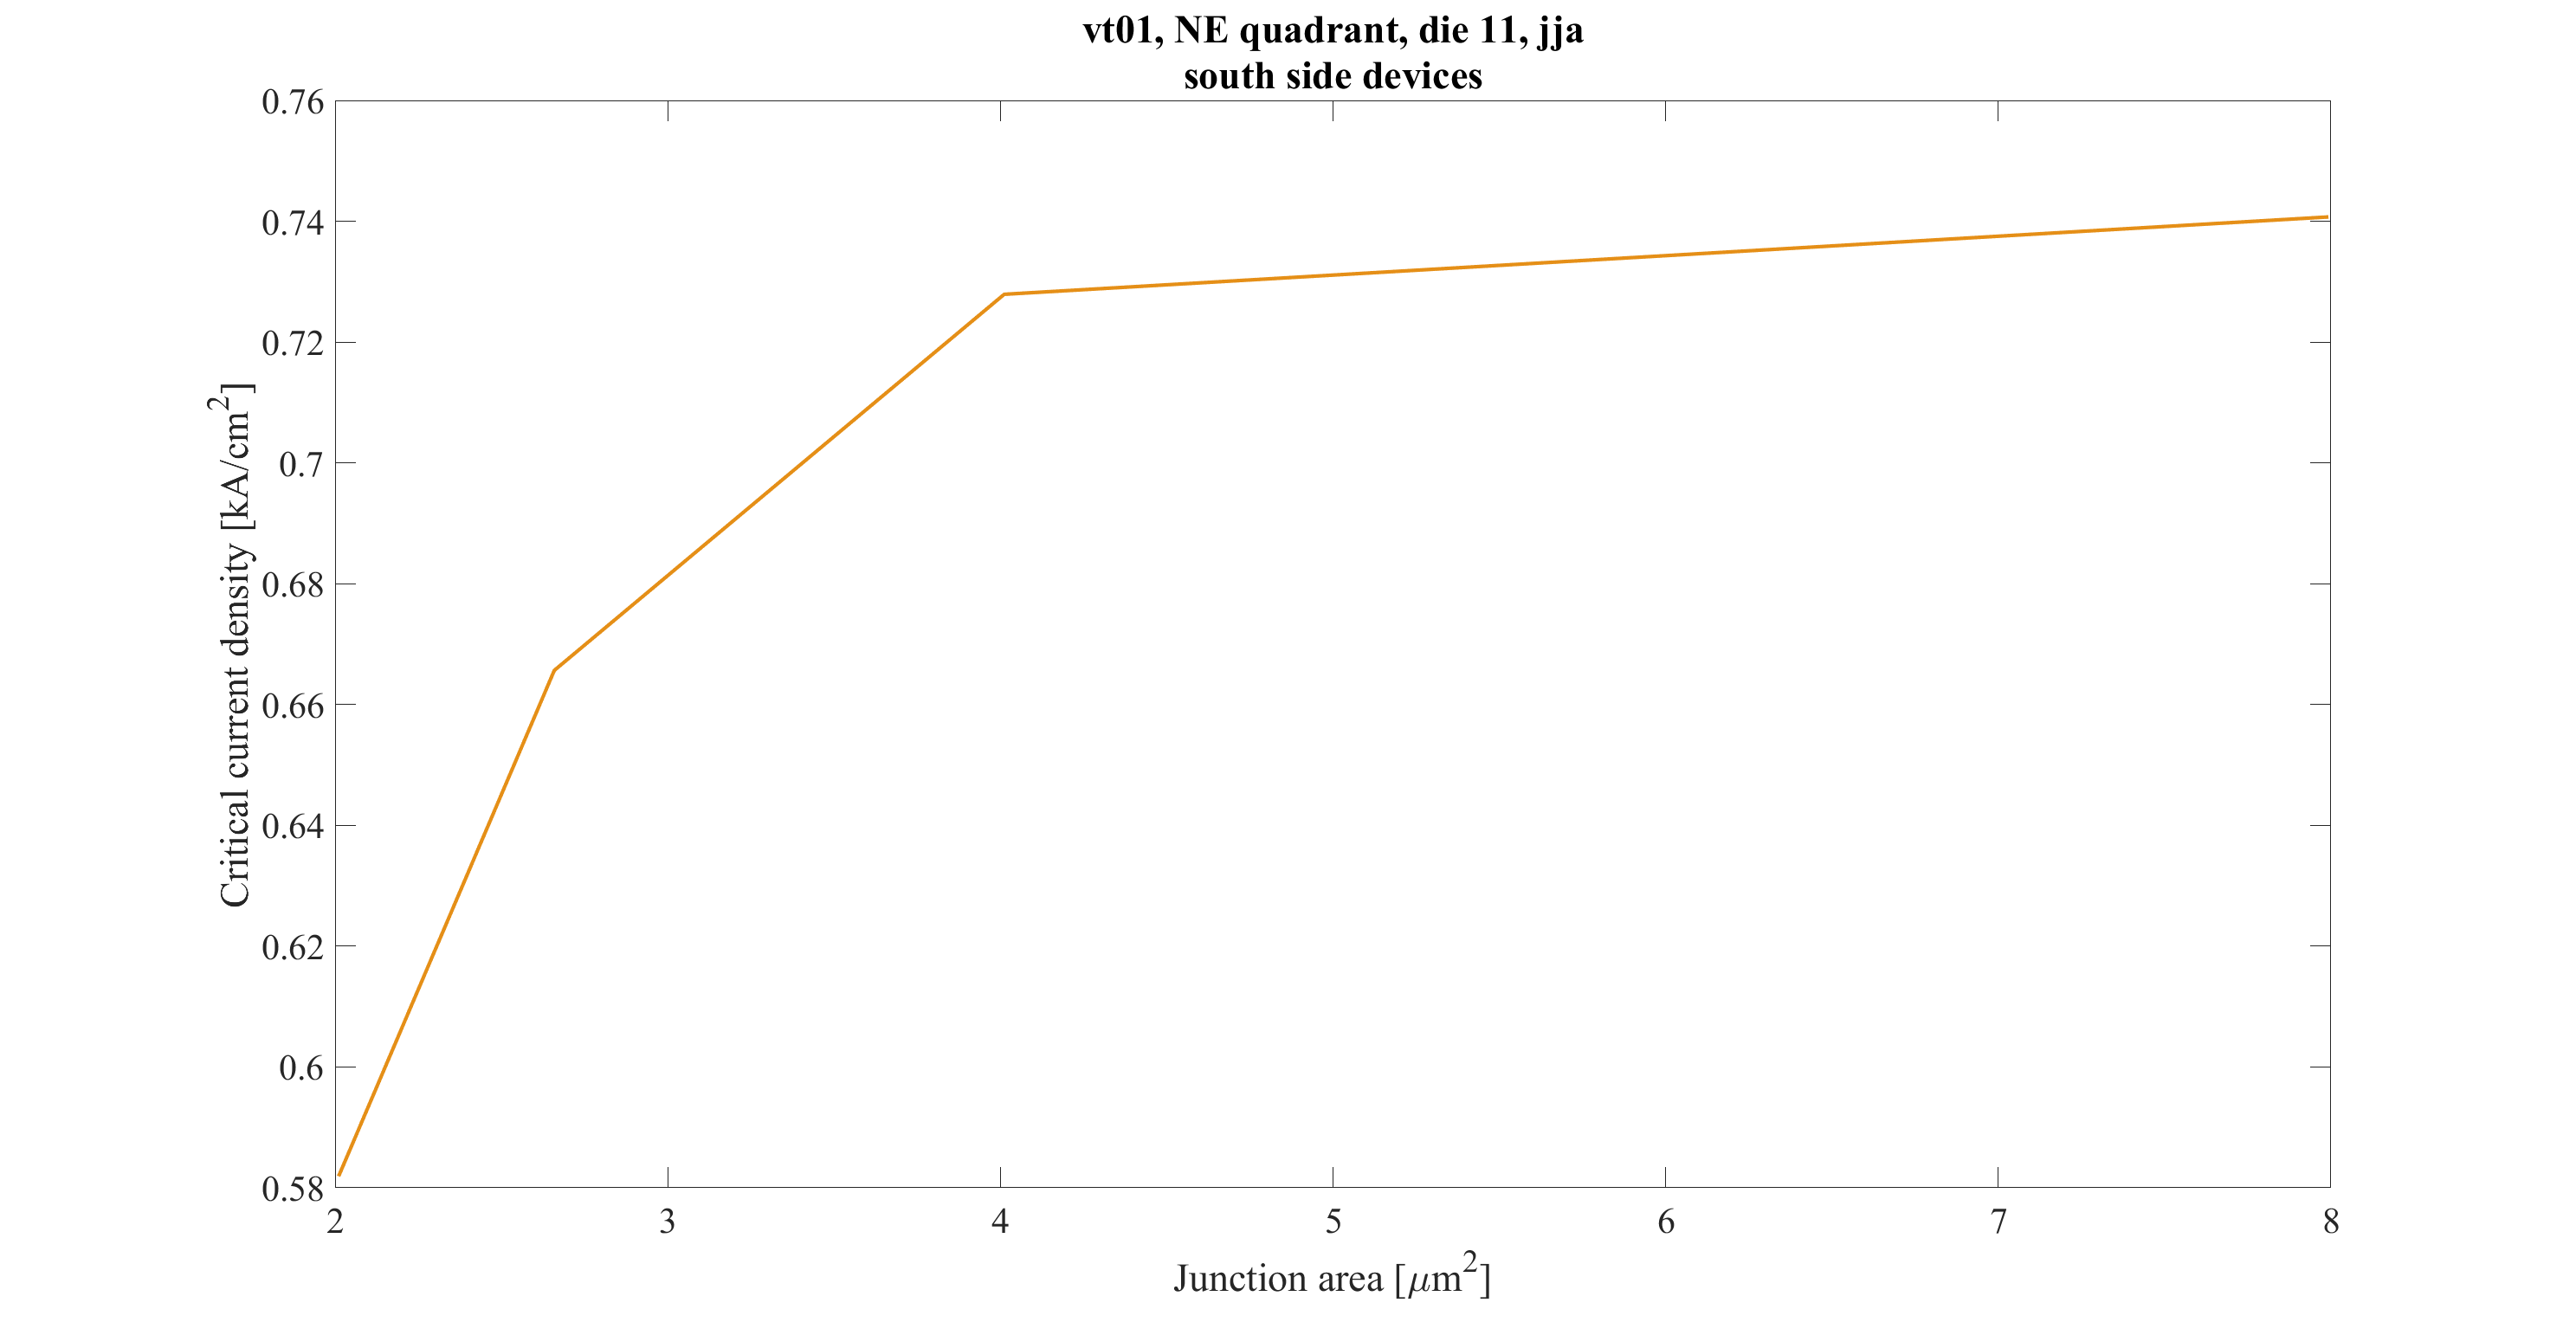 vt01, NE quadrant, die 11, jja
south side devices
0.76
0.74
0.72
0.7
0.68
0.66
0.64
0.62
0.6
0.58
Critical current density [kA/cm²]
2 3 4 5 6 7 8
Junction area [μm²]